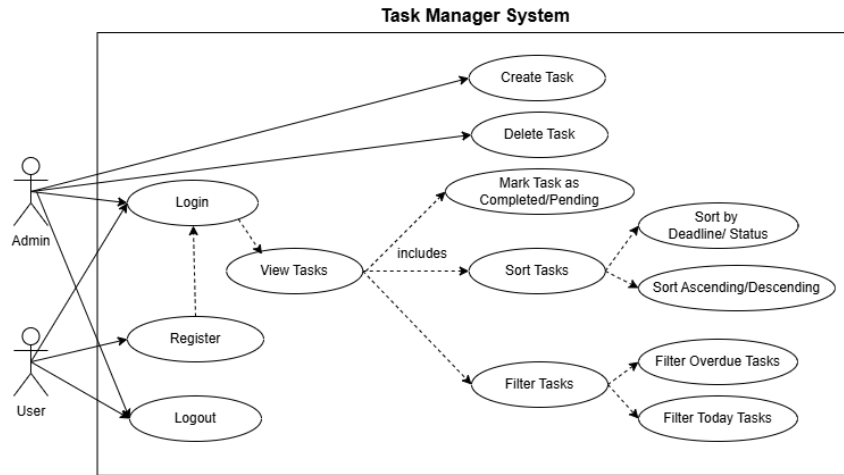 Task Manager System
Create Task
Delete Task
Mark Task as
Completed/Pending
Admin
Login
Sort by
Deadline/ Status
includes
View Tasks
Sort Tasks
Sort Ascending/Descending
Register
Filter Overdue Tasks
Filter Tasks
User
Logout
Filter Today Tasks